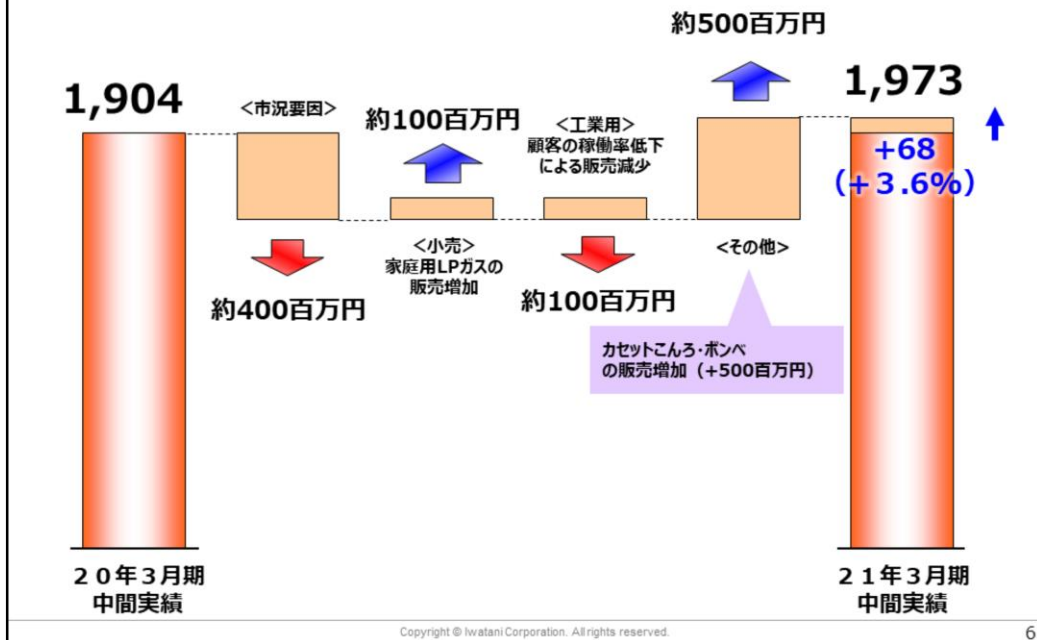 約500百万円
1,904
1,973
<市況要因>
約100百万円
<工業用>
顧客の稼働率低下
による販売減少
+68
(+3.6%)
<小売>
家庭用LPガスの
販売増加
<その他>
約400百万円
約100百万円
カセットこんろ・ボンベ
の販売増加(+500百万円)
20年3月期
中間実績
21年3月期
中間実績
Copyright © Iwatani Corporation. All rights reserved.
6